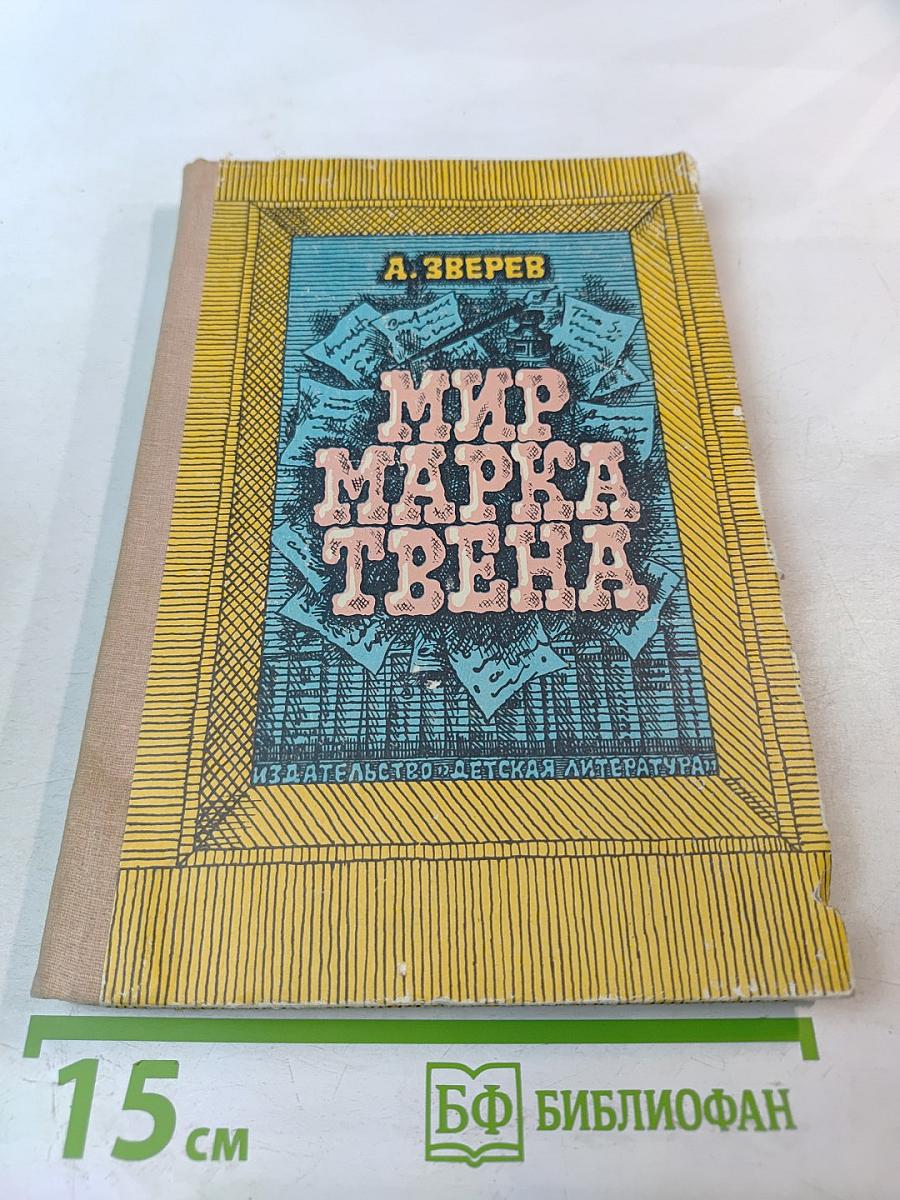 А. ЗВЕРЕВ
МИР
МАРКА
ТВЕНА
ИЗДАТЕЛЬСТВО „ДЕТСКАЯ ЛИТЕРАТУРА"
15 см
БФ БИБЛИОФАН